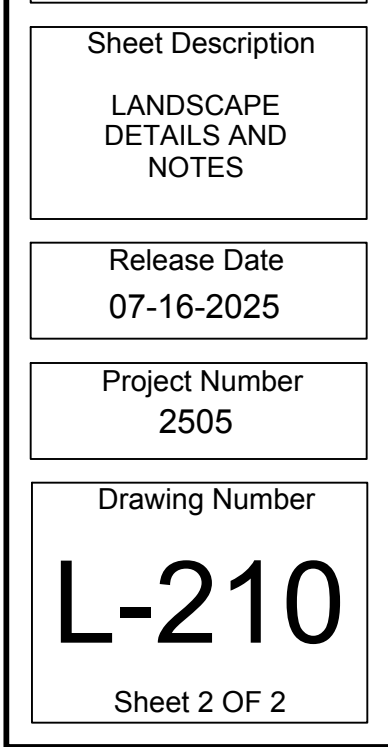 Sheet Description
LANDSCAPE
DETAILS AND
NOTES
Release Date
07-16-2025
Project Number
2505
Drawing Number
L-210
Sheet 2 OF 2